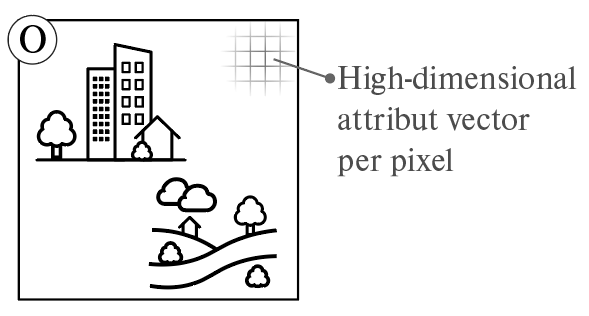 O
High-dimensional
attribut vector
per pixel